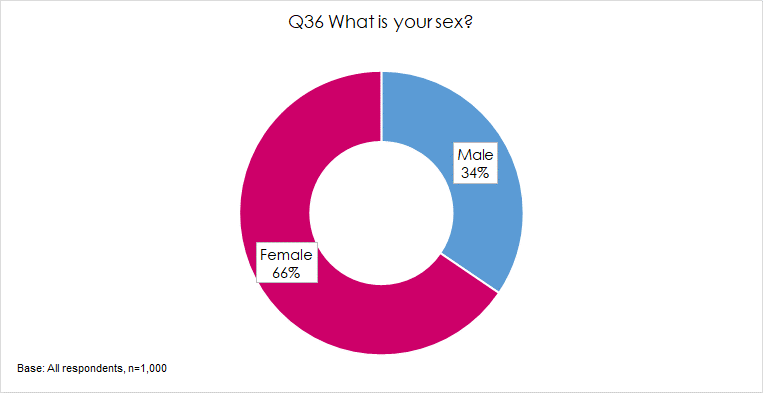 Q36 What is your sex?
Male
34%
Female
66%
Base: All respondents, n=1,000